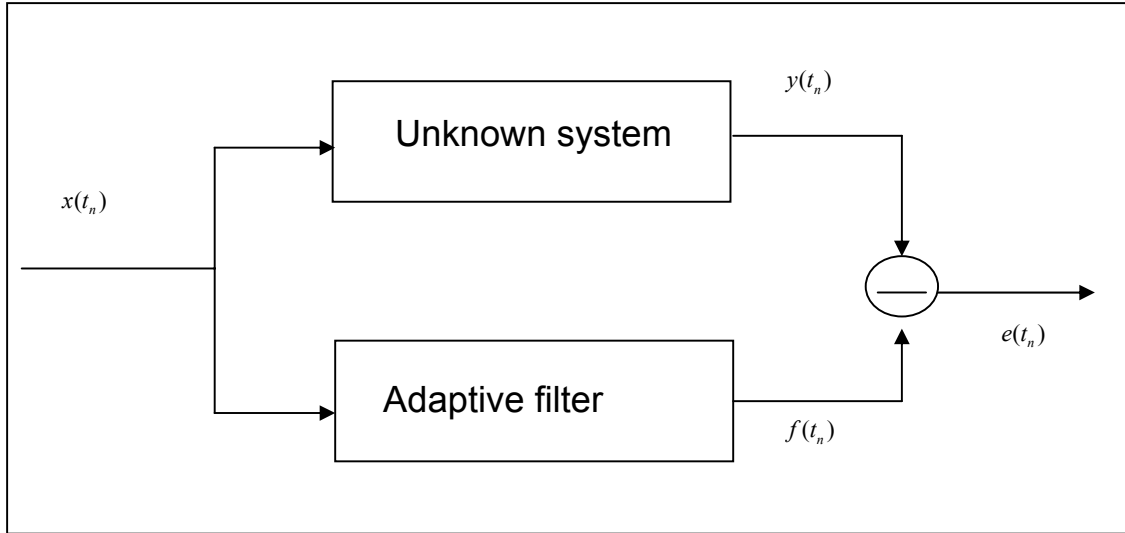 y(tₙ)
Unknown system
x(tₙ)
e(tₙ)
Adaptive filter
f(tₙ)